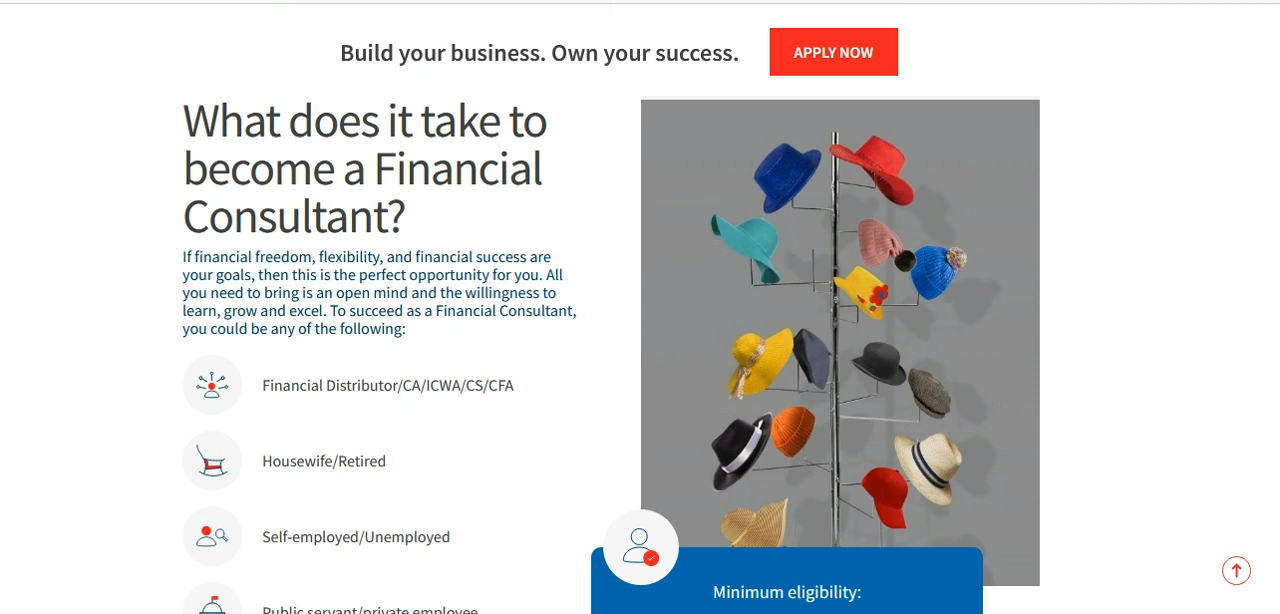 Build your business. Own your success.
APPLY NOW
What does it take to
become a Financial
Consultant?
If financial freedom, flexibility, and financial success are
your goals, then this is the perfect opportunity for you. All
you need to bring is an open mind and the willingness to
learn, grow and excel. To succeed as a Financial Consultant,
you could be any of the following:
Financial Distributor/CA/ICWA/CS/CFA
Housewife/Retired
Self-employed/Unemployed
Public servant/private employee
Minimum eligibility: